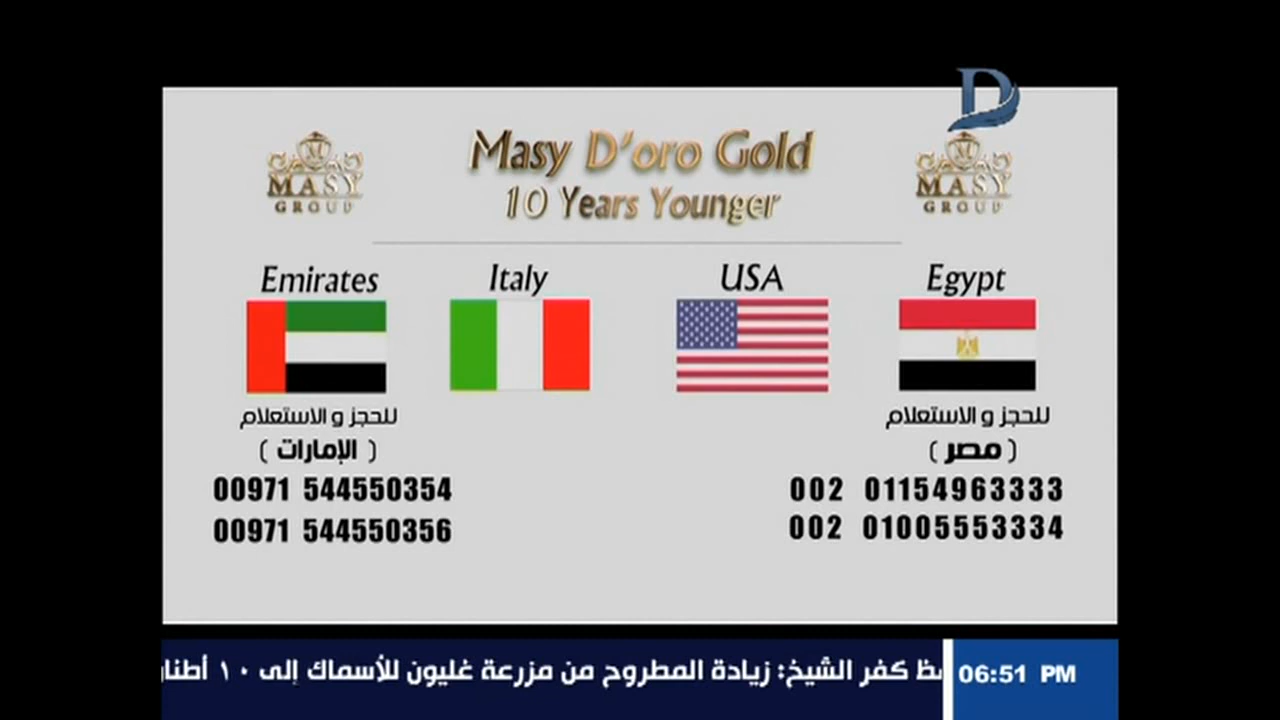 D
Masy D'oro Gold
10 Years Younger
MASY
GROUP
MASY
GROUP
Emirates
Italy
USA
Egypt
للحجز و الاستعلام
( الإمارات )
00971 544550354
00971 544550356
للحجز و الاستعلام
( مصر )
002 01154963333
002 01005553334
كفر الشيخ: زيادة المطروح من مزرعة غليون للأسماك إلى ١٠
06:51 PM